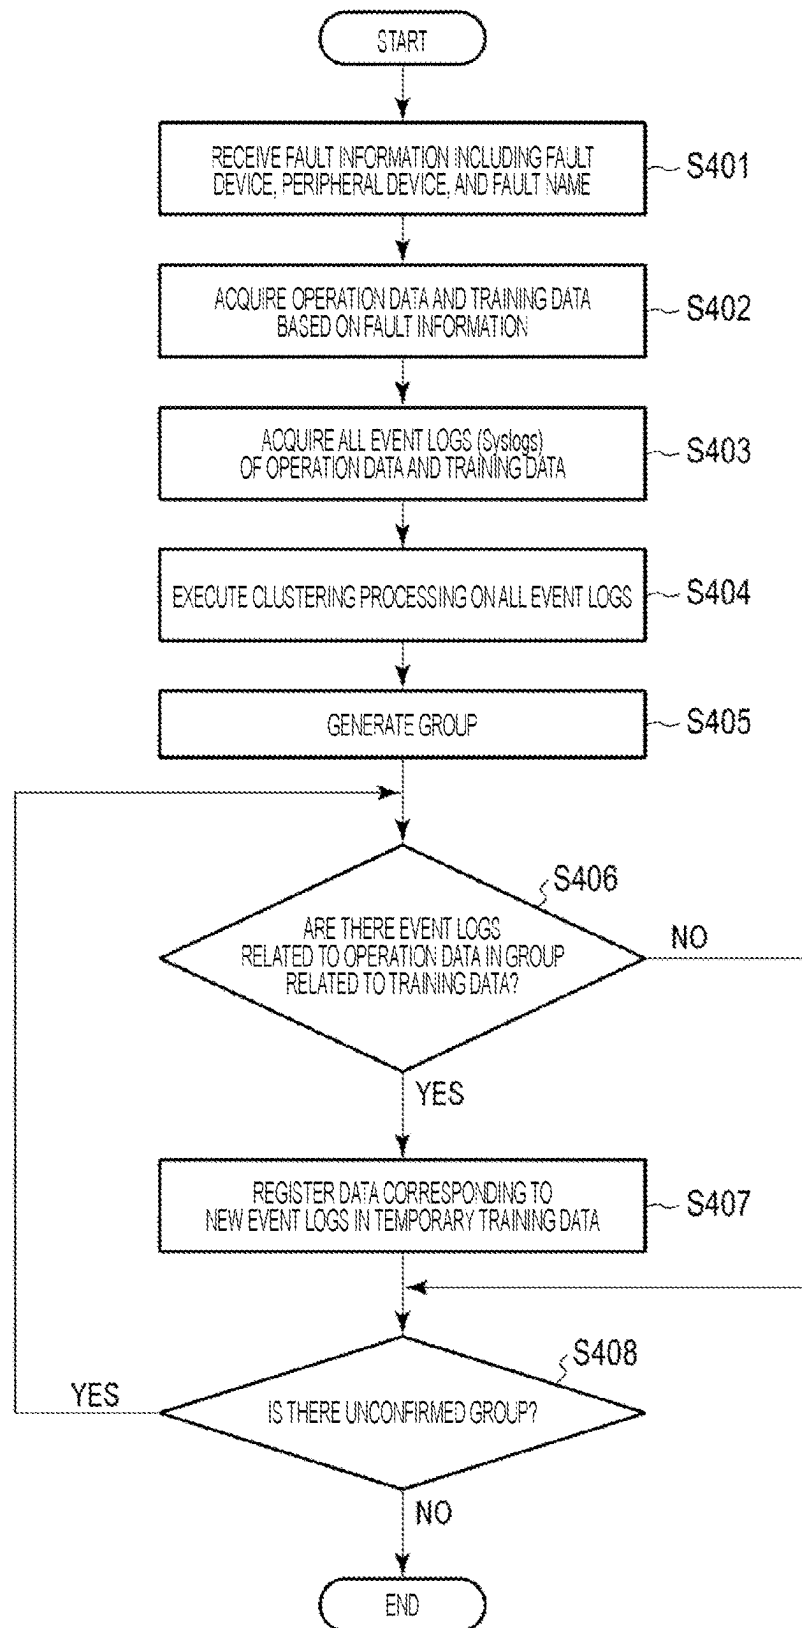 START
RECEIVE FAULT INFORMATION INCLUDING FAULT
DEVICE, PERIPHERAL DEVICE, AND FAULT NAME
S401
ACQUIRE OPERATION DATA AND TRAINING DATA
BASED ON FAULT INFORMATION
S402
ACQUIRE ALL EVENT LOGS (Syslogs)
OF OPERATION DATA AND TRAINING DATA
S403
EXECUTE CLUSTERING PROCESSING ON ALL EVENT LOGS
S404
GENERATE GROUP
S405
S406
ARE THERE EVENT LOGS
RELATED TO OPERATION DATA IN GROUP
RELATED TO TRAINING DATA?
NO
YES
REGISTER DATA CORRESPONDING TO
NEW EVENT LOGS IN TEMPORARY TRAINING DATA
S407
S408
YES
IS THERE UNCONFIRMED GROUP?
NO
END